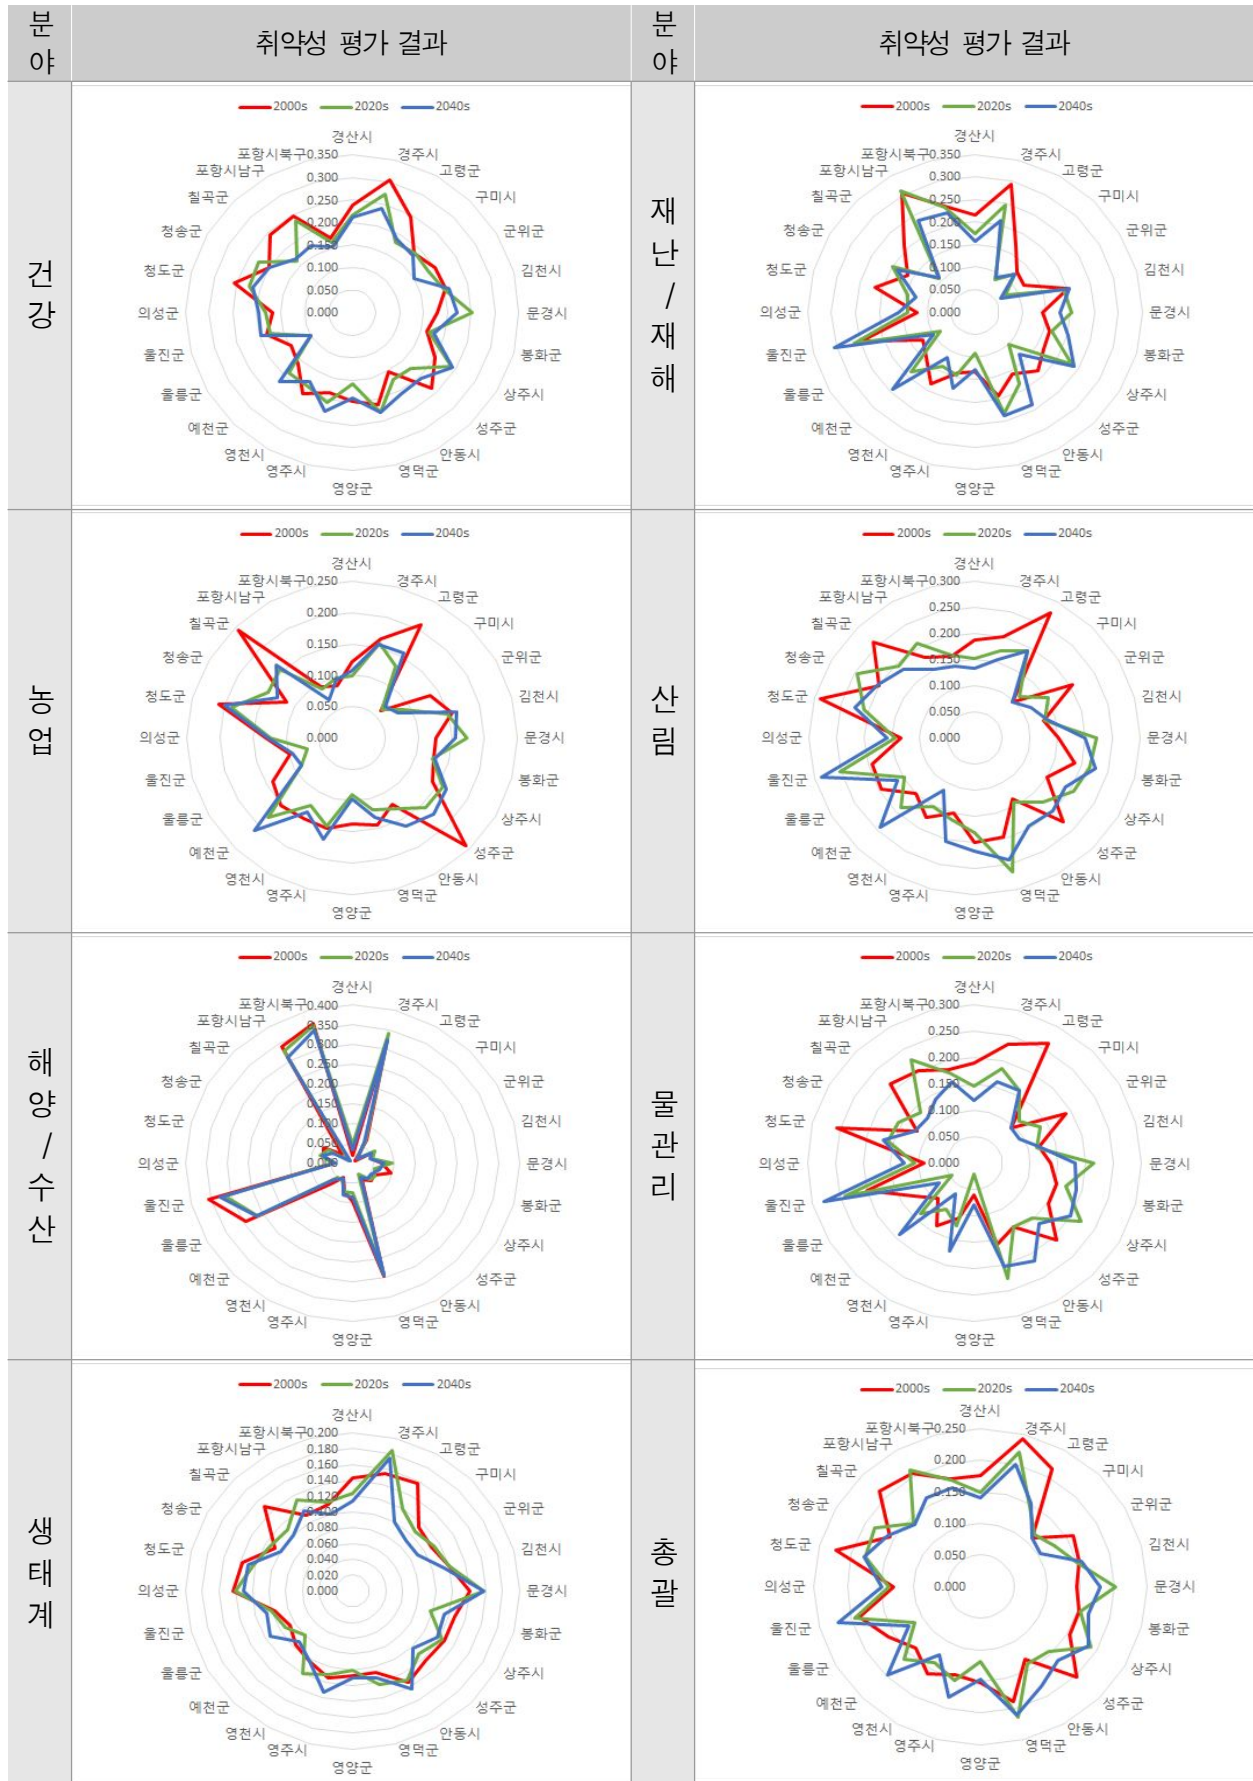 분야
취약성 평가 결과
분야
취약성 평가 결과
건강
2000s 2020s 2040s
경산시
포항시북구 0.350 경주시
포항시남구 0.300 고령군
칠곡군 0.250 구미시
0.200
청송군 0.150 군위군
청도군 0.100 김천시
0.050
의성군 0.000 문경시
울진군 봉화군
울릉군 상주시
예천군 성주군
영천시 안동시
영주시 영덕군
영양군
재난/재해
2000s 2020s 2040s
경산시
포항시북구 0.350 경주시
포항시남구 0.300 고령군
칠곡군 0.250 구미시
0.200
청송군 0.150 군위군
청도군 0.100 김천시
0.050
의성군 0.000 문경시
울진군 봉화군
울릉군 상주시
예천군 성주군
영천시 안동시
영주시 영덕군
영양군
농업
2000s 2020s 2040s
경산시
포항시북구 0.250 경주시
포항시남구 고령군
0.200
칠곡군 구미시
청송군 0.150 군위군
청도군 0.100 김천시
0.050
의성군 0.000 문경시
울진군 봉화군
울릉군 상주시
예천군 성주군
영천시 안동시
영주시 영덕군
영양군
산림
2000s 2020s 2040s
경산시
포항시북구 0.300 경주시
포항시남구 고령군
0.250
칠곡군 0.200 구미시
청송군 0.150 군위군
청도군 0.100 김천시
0.050
의성군 0.000 문경시
울진군 봉화군
울릉군 상주시
예천군 성주군
영천시 안동시
영주시 영덕군
영양군
해양/수산
2000s 2020s 2040s
경산시
포항시북구 0.400 경주시
포항시남구 0.350 고령군
칠곡군 0.300 구미시
0.250
청송군 0.200 군위군
0.150
청도군 0.100 김천시
0.050
의성군 0.000 문경시
울진군 봉화군
울릉군 상주시
예천군 성주군
영천시 안동시
영주시 영덕군
영양군
물관리
2000s 2020s 2040s
경산시
포항시북구 0.300 경주시
포항시남구 고령군
0.250
칠곡군 0.200 구미시
청송군 0.150 군위군
청도군 0.100 김천시
0.050
의성군 0.000 문경시
울진군 봉화군
울릉군 상주시
예천군 성주군
영천시 안동시
영주시 영덕군
영양군
생태계
2000s 2020s 2040s
경산시
포항시북구 0.200 경주시
포항시남구 0.180 고령군
0.160
칠곡군 0.140 구미시
0.120
청송군 0.100 군위군
0.080
청도군 0.060 김천시
0.040
0.020
의성군 0.000 문경시
울진군 봉화군
울릉군 상주시
예천군 성주군
영천시 안동시
영주시 영덕군
영양군
총괄
2000s 2020s 2040s
경산시
포항시북구 0.250 경주시
포항시남구 고령군
0.200
칠곡군 구미시
청송군 0.150 군위군
0.100
청도군 김천시
0.050
의성군 0.000 문경시
울진군 봉화군
울릉군 상주시
예천군 성주군
영천시 안동시
영주시 영덕군
영양군